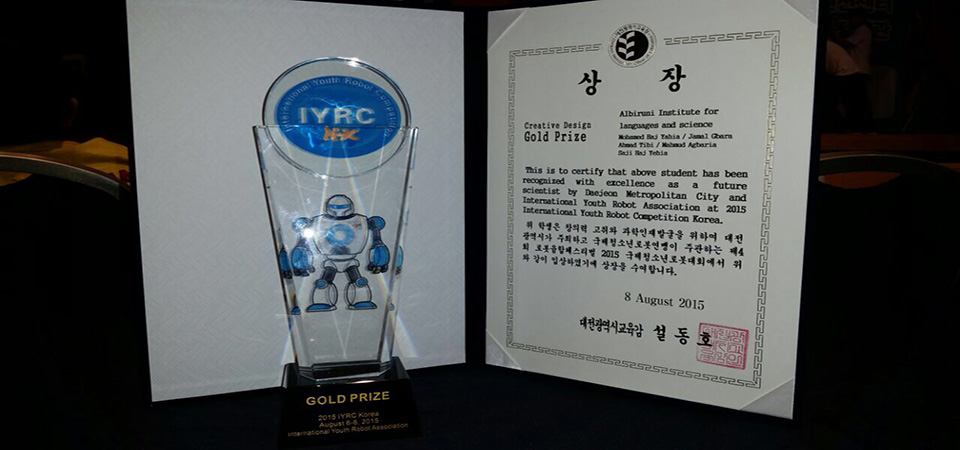 International Youth Robot Competition
IYRC
GOLD PRIZE
2015 IYRC Korea
August 6-8, 2015
International Youth Robot Association
상 장
Creative Design
Gold Prize
Albiruni Institute for
languages and science
Mohamed Haj Yahia / Jamal Gbara
Ahmad Tibi / Mahmud Agbaria
Saji Haj Yehia
This is to certify that above student has been
recognized with excellence as a future
scientist by Daejeon Metropolitan City and
International Youth Robot Association at 2015
International Youth Robot Competition Korea.
위 학생은 창의력 고취와 과학인재발굴을 위하여 대전
광역시가 주최하고 국제청소년로봇연맹이 주관하는 제4
회 로봇융합페스티벌 2015 국제청소년로봇대회에서 위
와 같이 입상하였기에 상장을 수여합니다.
8 August 2015
대전광역시교육감 설 동 호